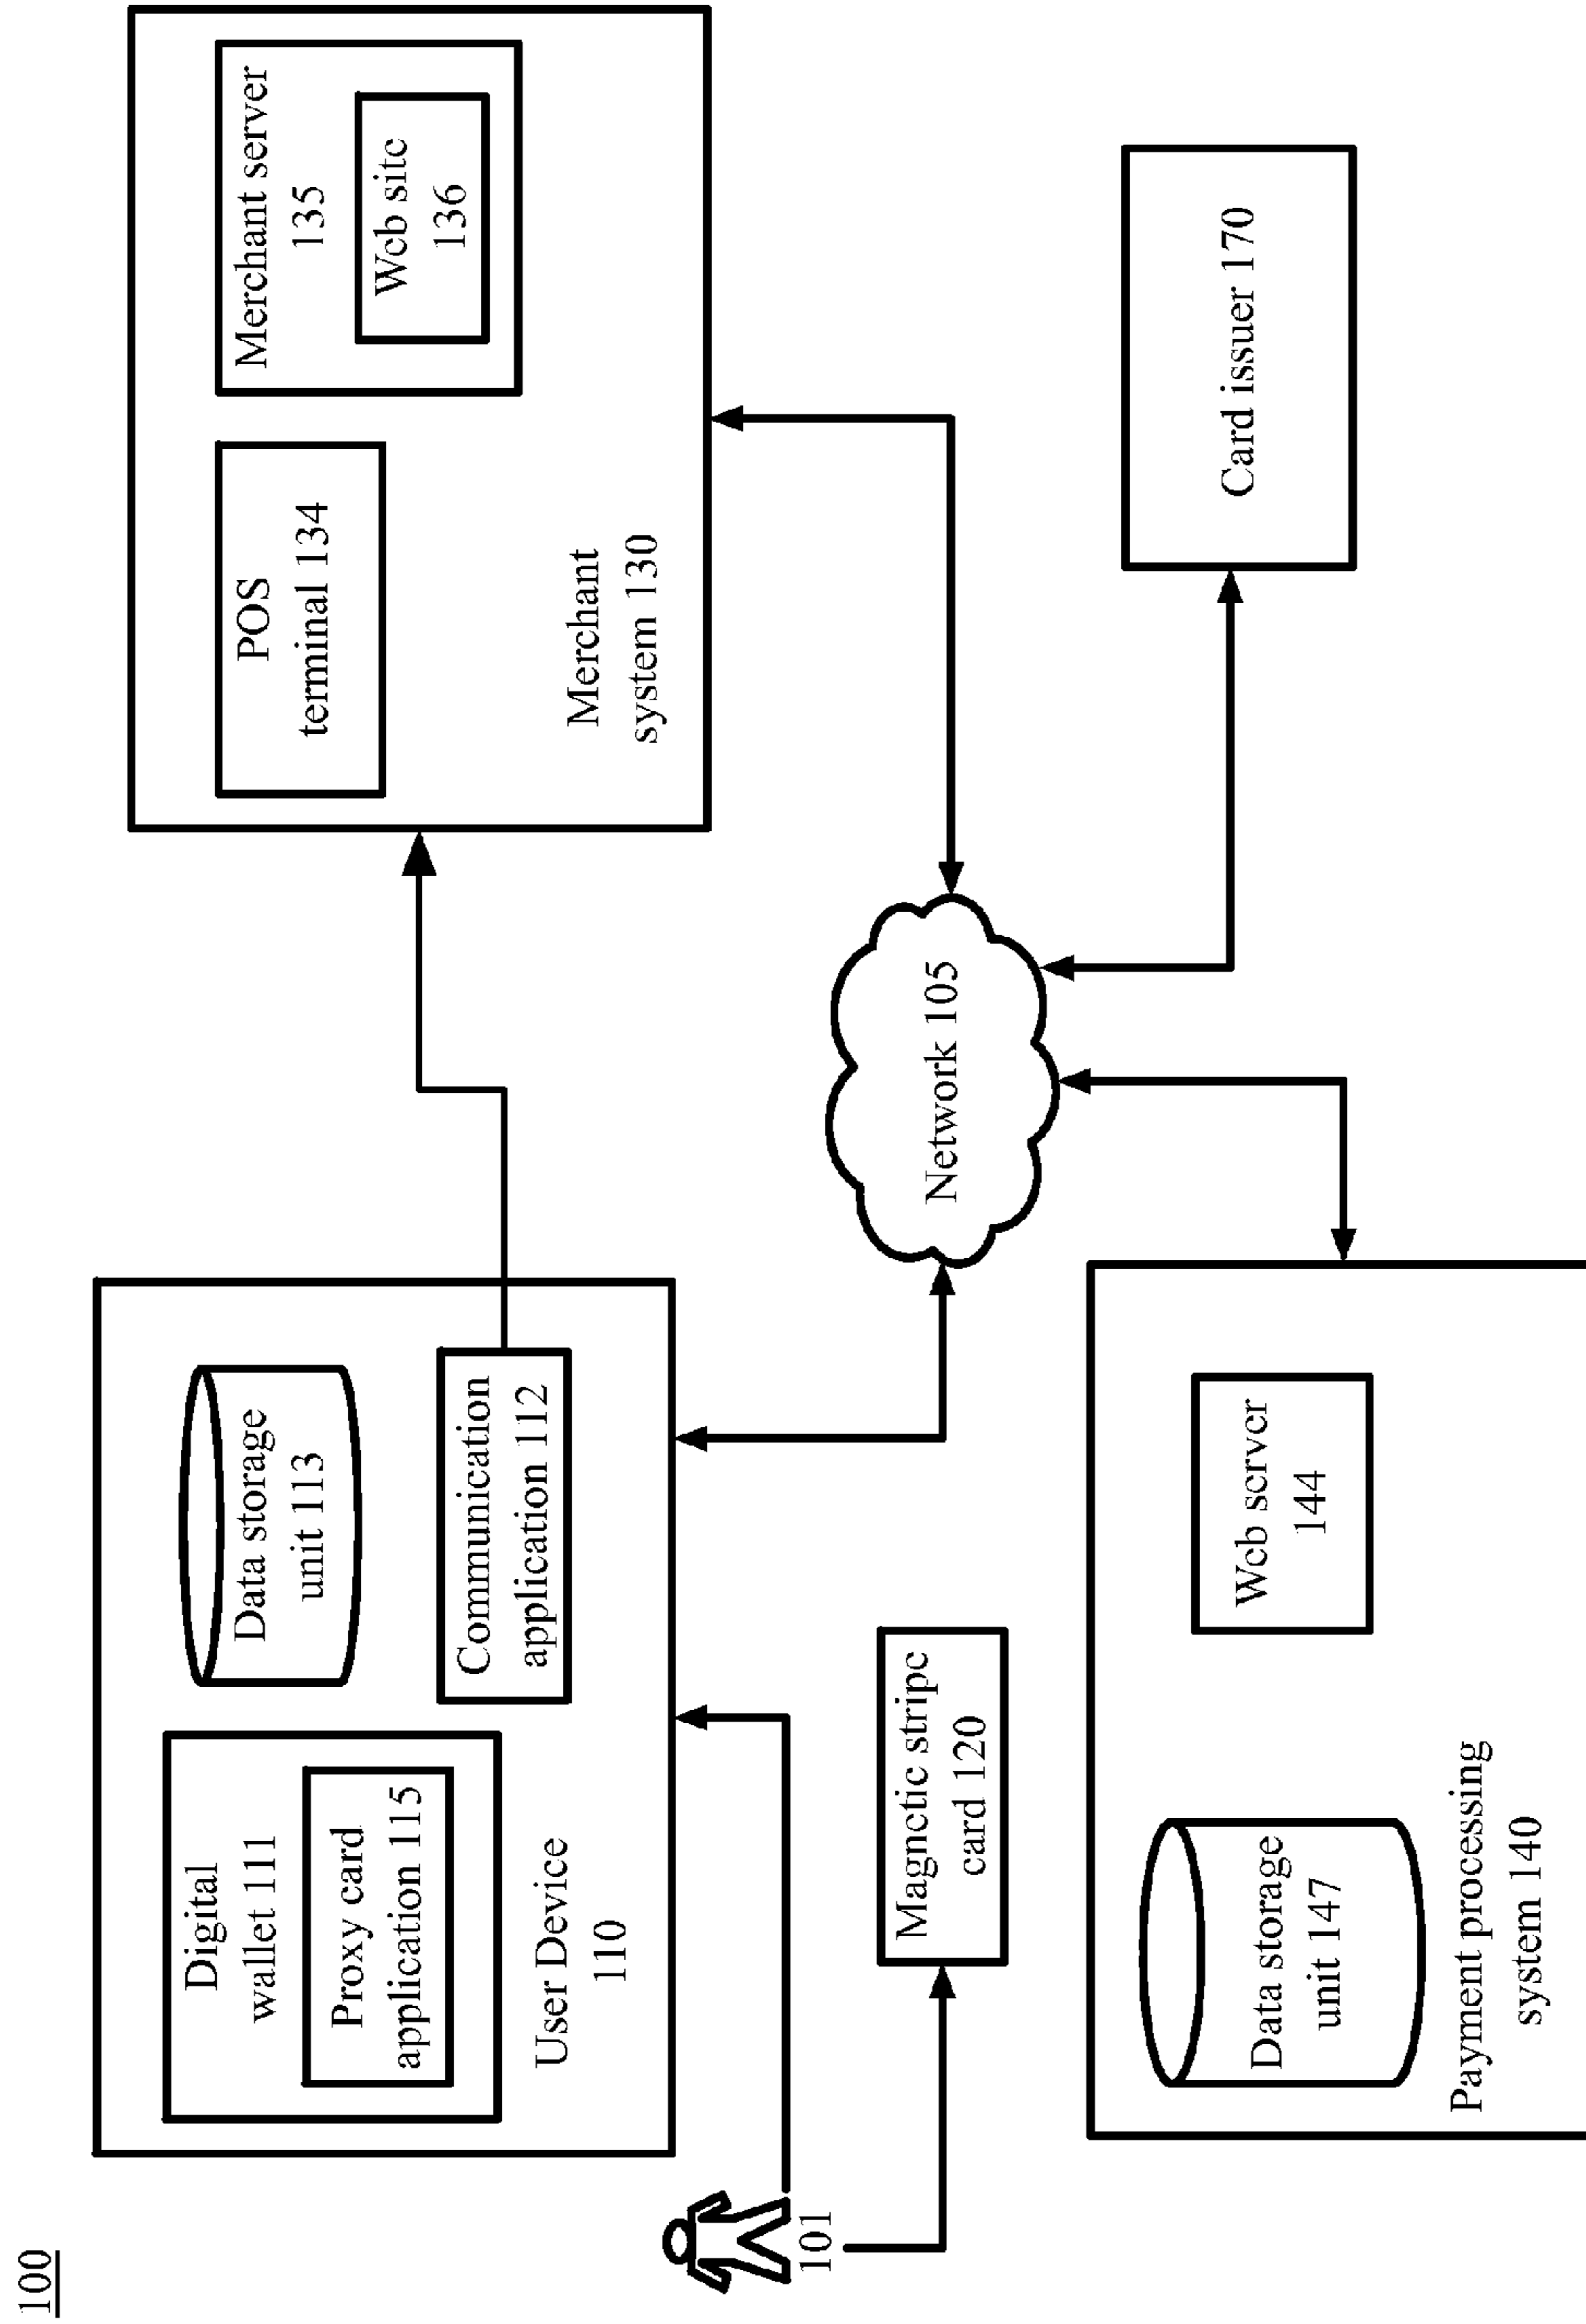 100
Digital
wallet 111
Proxy card
application 115
Data storage
unit 113
Communication
application 112
User Device
110
POS
terminal 134
Merchant server
135
Web site
136
Merchant
system 130
101
Magnetic stripe
card 120
Network 105
Card issuer 170
Data storage
unit 147
Web server
144
Payment processing
system 140